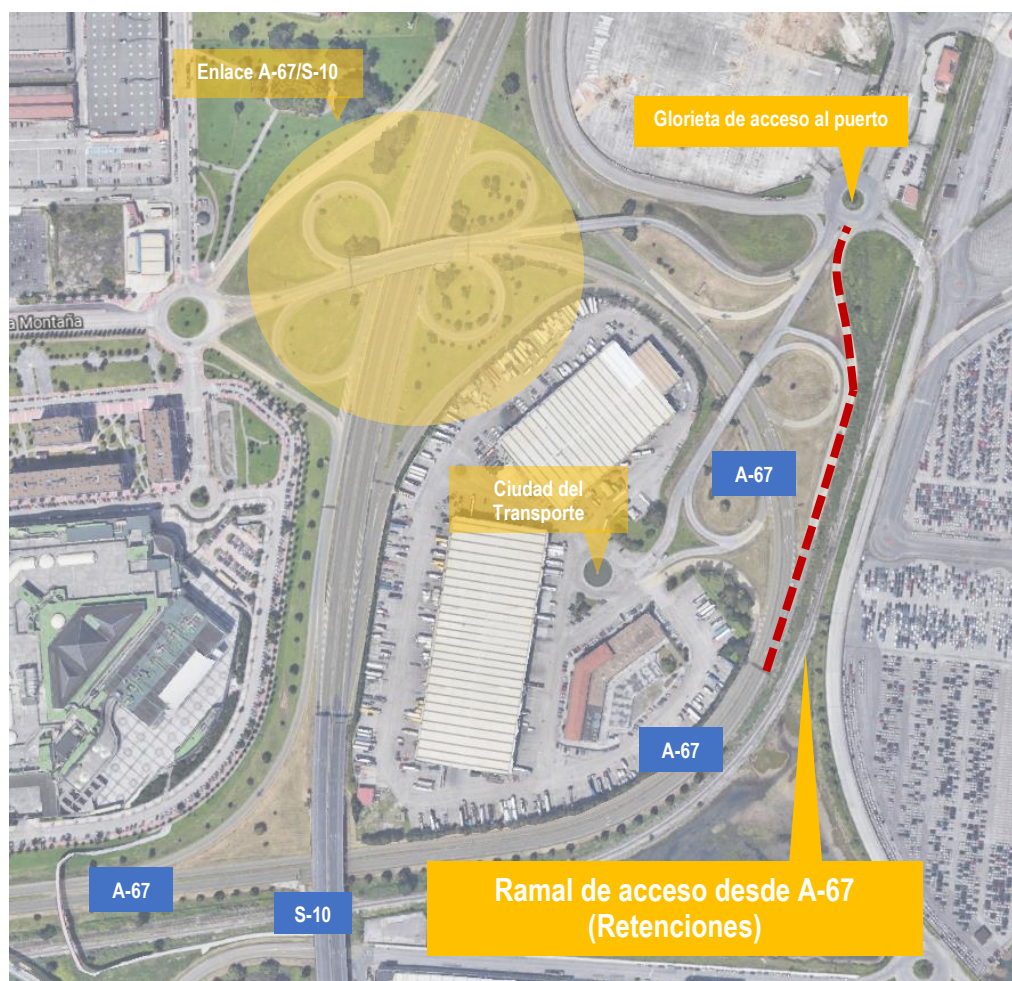 Enlace A-67/S-10
Glorieta de acceso al puerto
a Montaña
Ciudad del
Transporte
A-67
A-67
A-67
S-10
Ramal de acceso desde A-67
(Retenciones)